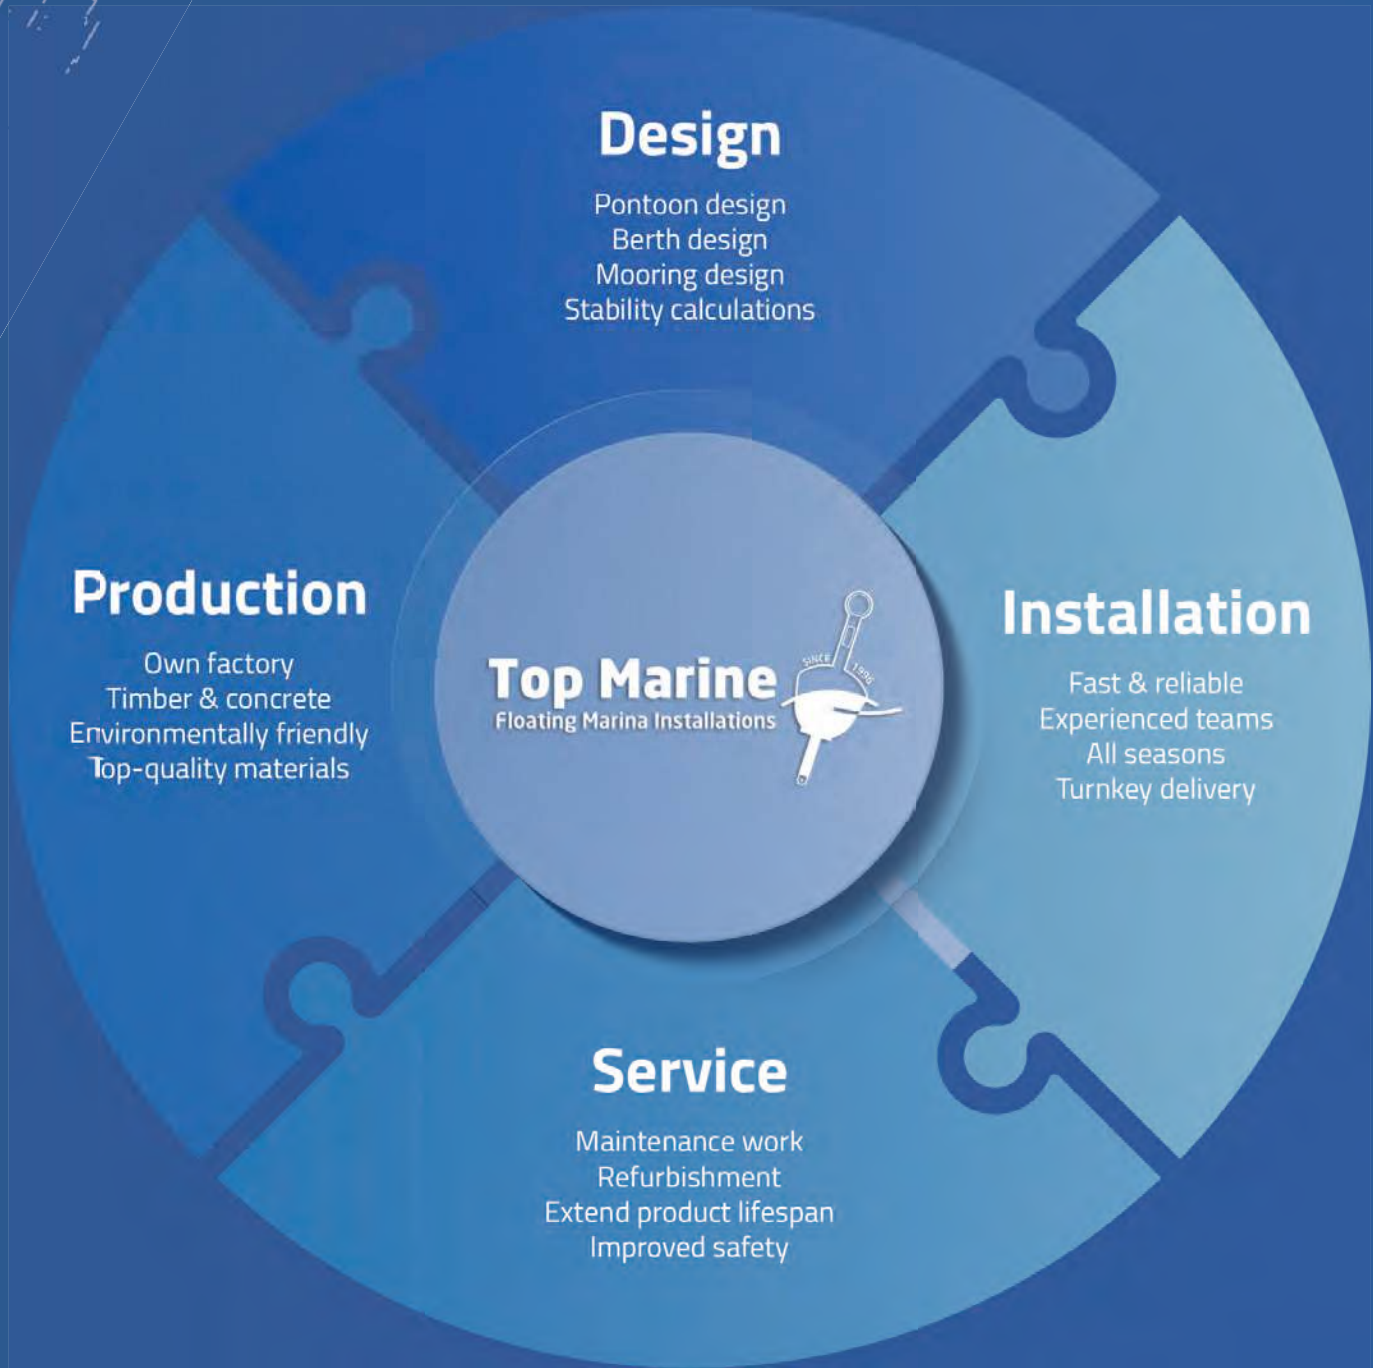 Design
Pontoon design
Berth design
Mooring design
Stability calculations
Production
Own factory
Timber & concrete
Environmentally friendly
Top-quality materials
Top Marine
Floating Marina Installations
SINCE 1996
Installation
Fast & reliable
Experienced teams
All seasons
Turnkey delivery
Service
Maintenance work
Refurbishment
Extend product lifespan
Improved safety